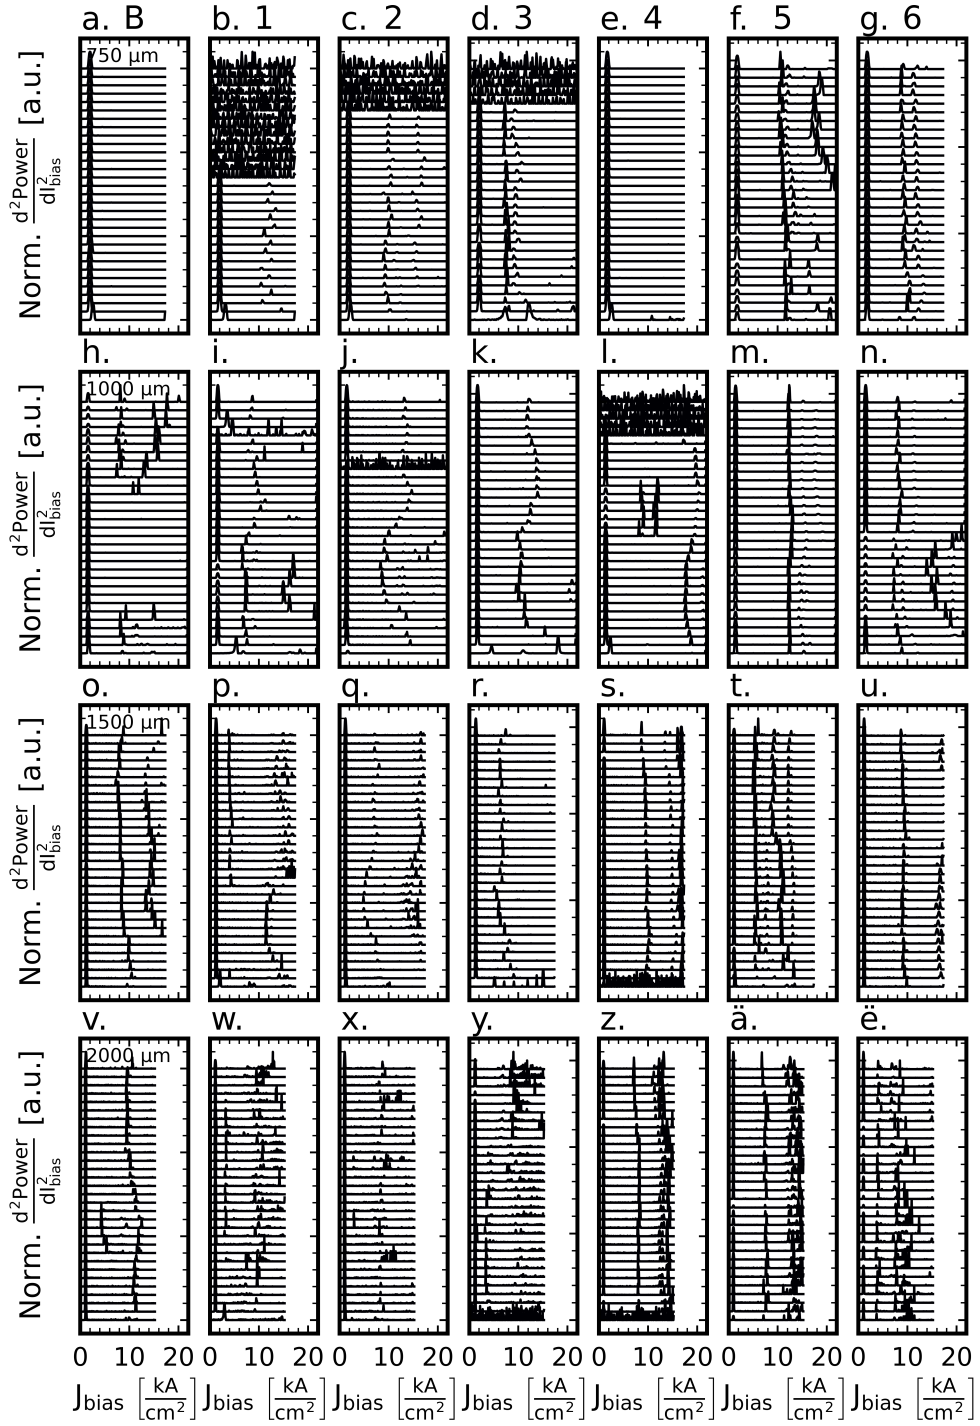 a. B
b. 1
c. 2
d. 3
e. 4
f. 5
g. 6
750 μm
Norm. d²Power/dI²bias [a.u.]
h.
i.
j.
k.
l.
m.
n.
1000 μm
Norm. d²Power/dI²bias [a.u.]
o.
p.
q.
r.
s.
t.
u.
1500 μm
Norm. d²Power/dI²bias [a.u.]
v.
w.
x.
y.
z.
ä.
ë.
2000 μm
Norm. d²Power/dI²bias [a.u.]
0 10 20
0 10 20
0 10 20
0 10 20
0 10 20
0 10 20
0 10 20
Jbias [kA/cm²]
Jbias [kA/cm²]
Jbias [kA/cm²]
Jbias [kA/cm²]
Jbias [kA/cm²]
Jbias [kA/cm²]
Jbias [kA/cm²]